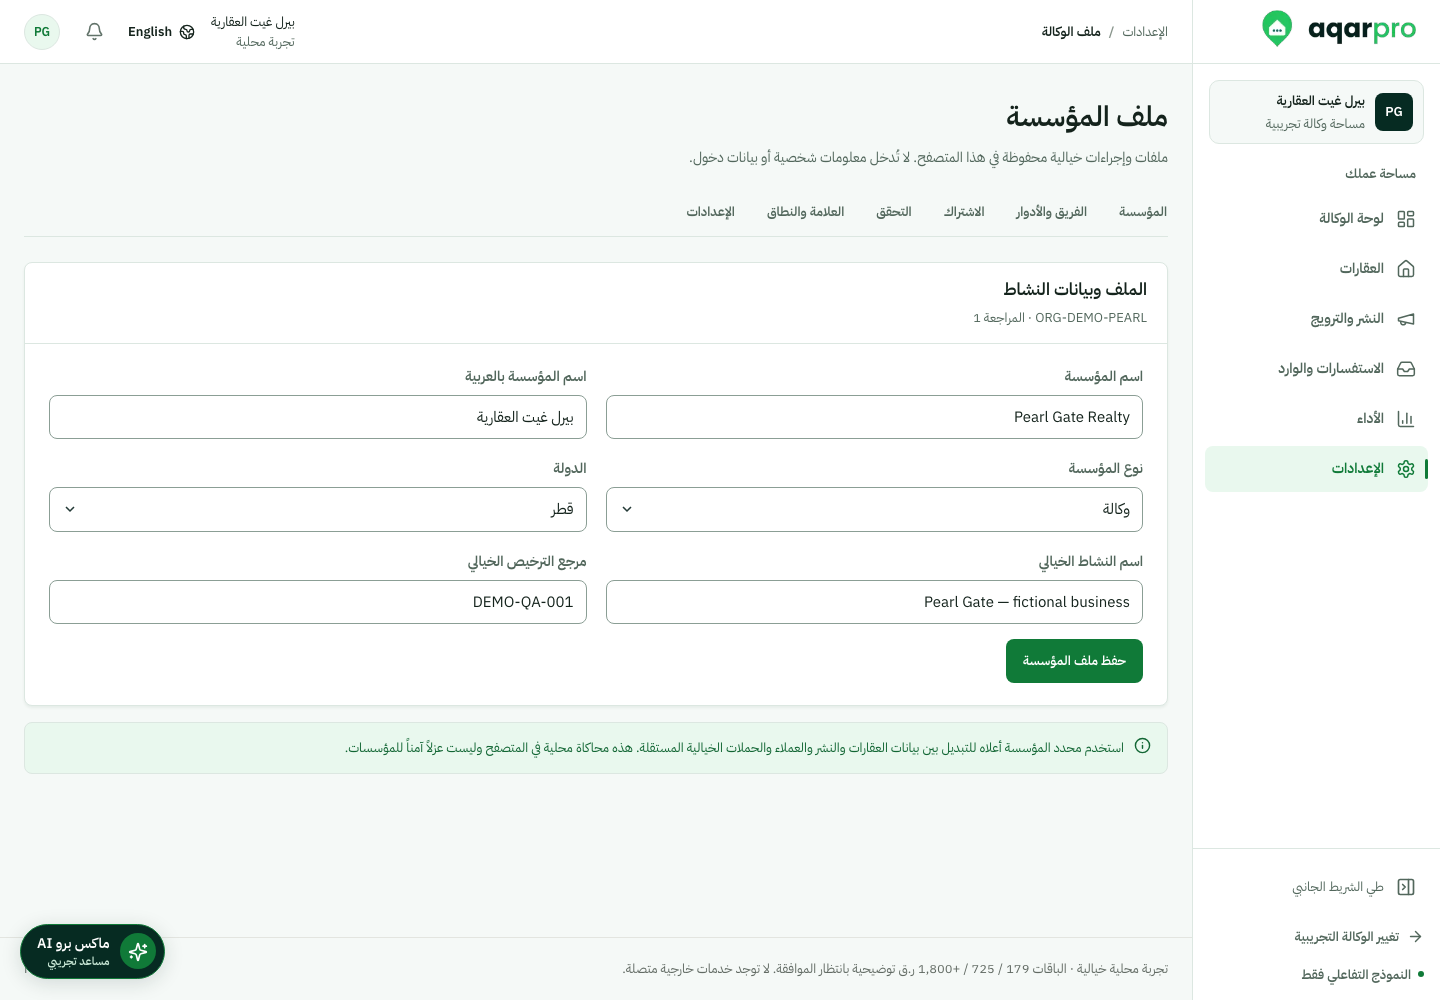 aqarpro
PG
بيرل غيت العقارية
مساحة وكالة تجريبية
مساحة عملك
لوحة الوكالة
العقارات
النشر والترويج
الاستفسارات والوارد
الأداء
الإعدادات
طي الشريط الجانبي
تغيير الوكالة التجريبية
النموذج التفاعلي فقط
الإعدادات / ملف الوكالة
بيرل غيت العقارية
تجربة محلية
English
PG
ملف المؤسسة
ملفات وإجراءات خيالية محفوظة في هذا المتصفح. لا تُدخل معلومات شخصية أو بيانات دخول.
المؤسسة الفريق والأدوار الاشتراك التحقق العلامة والنطاق الإعدادات
الملف وبيانات النشاط
ORG-DEMO-PEARL · المراجعة 1
اسم المؤسسة
Pearl Gate Realty
اسم المؤسسة بالعربية
بيرل غيت العقارية
نوع المؤسسة
وكالة
الدولة
قطر
اسم النشاط الخيالي
Pearl Gate — fictional business
مرجع الترخيص الخيالي
DEMO-QA-001
حفظ ملف المؤسسة
استخدم محدد المؤسسة أعلاه للتبديل بين بيانات العقارات والنشر والعملاء والحملات الخيالية المستقلة. هذه محاكاة محلية في المتصفح وليست عزلاً آمناً للمؤسسات.
تجربة محلية خيالية · الباقات 179 / 725 / +1,800 ر.ق توضيحية بانتظار الموافقة. لا توجد خدمات خارجية متصلة.
ماكس برو AI
مساعد تجريبي